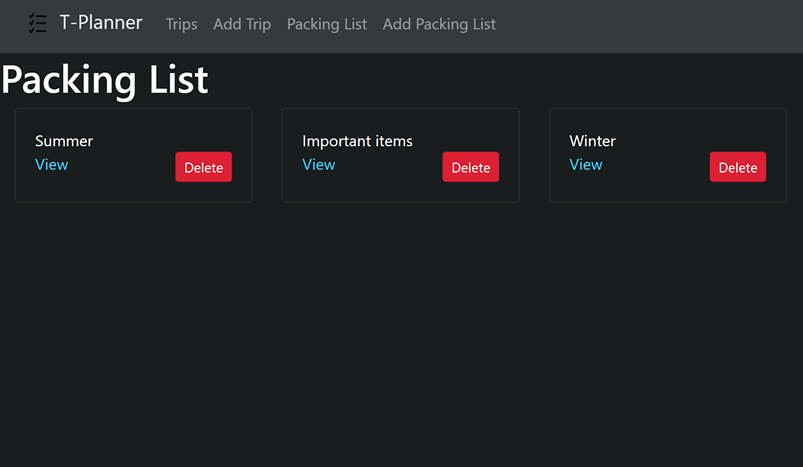 T-Planner Trips Add Trip Packing List Add Packing List
Packing List
Summer
View
Delete
Important items
View
Delete
Winter
View
Delete